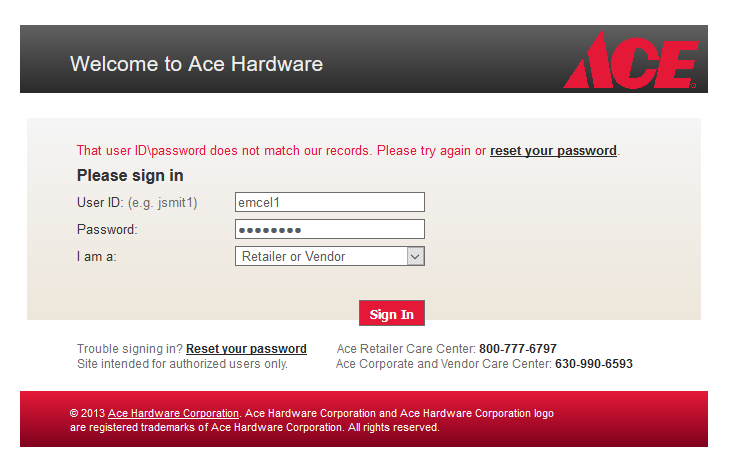 Welcome to Ace Hardware
ACE
That user ID\password does not match our records. Please try again or reset your password.
Please sign in
User ID: (e.g. jsmit1) emcel1
Password: ●●●●●●●●
I am a: Retailer or Vendor
Sign In
Trouble signing in? Reset your password Ace Retailer Care Center: 800-777-6797
Site intended for authorized users only. Ace Corporate and Vendor Care Center: 630-990-6593
© 2013 Ace Hardware Corporation. Ace Hardware Corporation and Ace Hardware Corporation logo
are registered trademarks of Ace Hardware Corporation. All rights reserved.